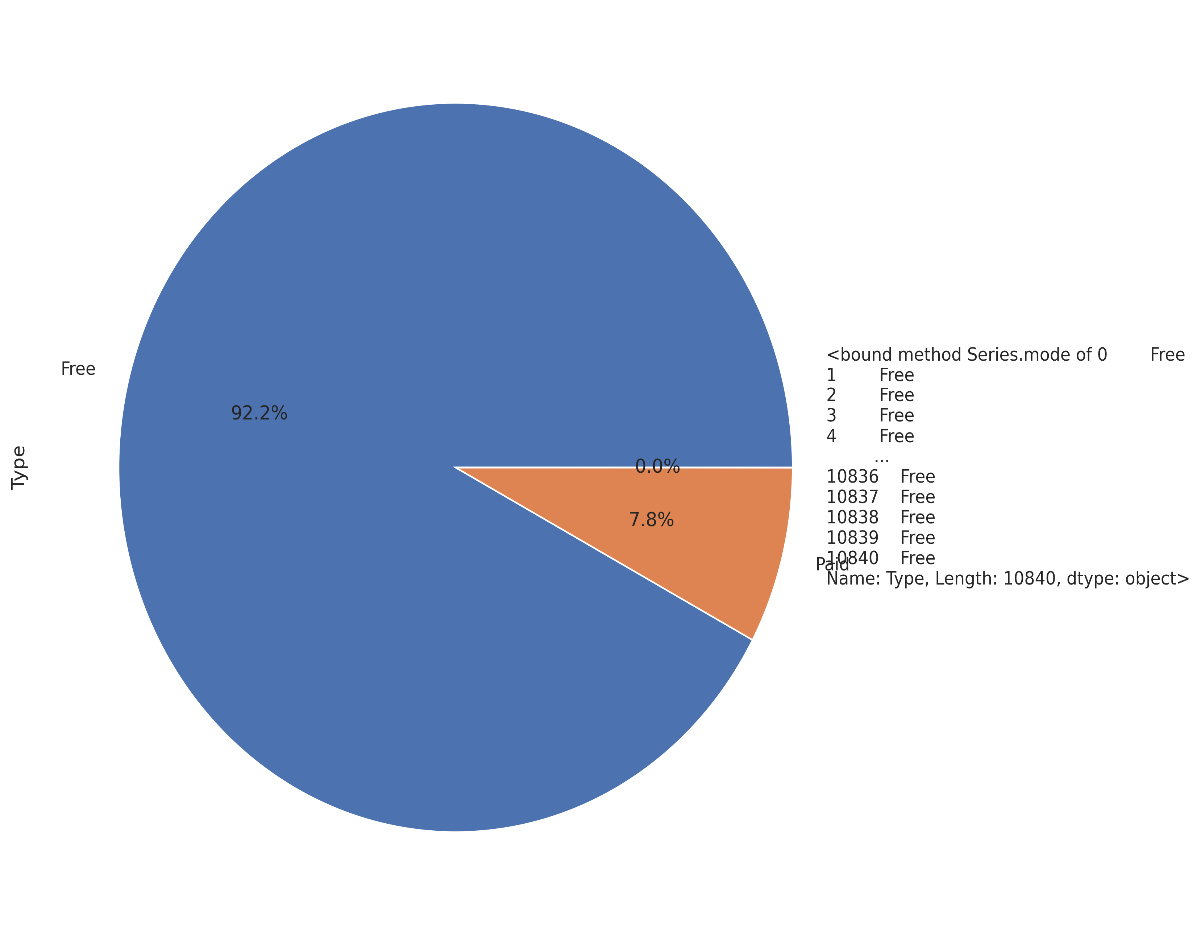 <bound method Series.mode of 0 Free
1 Free
2 Free
3 Free
4 Free
...
10836 Free
10837 Free
10838 Free
10839 Free
10840 Free
Name: Type, Length: 10840, dtype: object>
Free
92.2%
Type
0.0%
7.8%
Paid